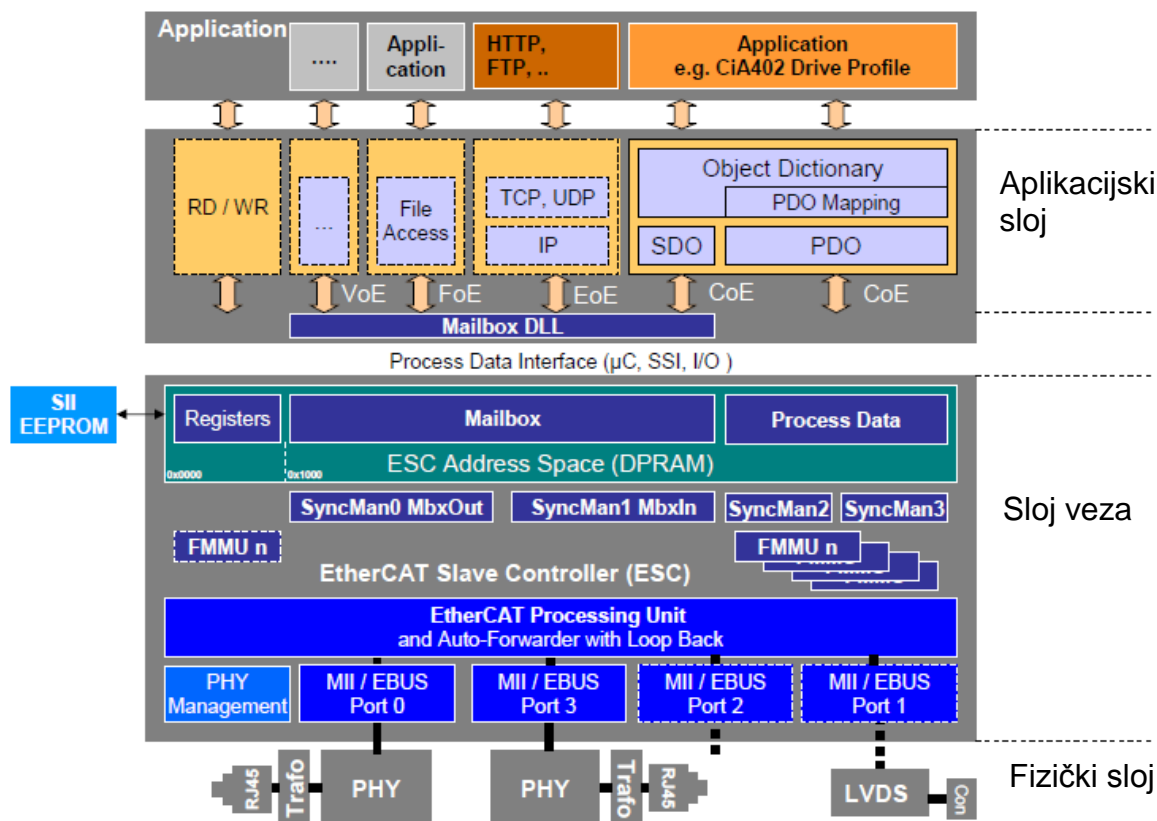 Application
....
Appli-
cation
HTTP,
FTP, ..
Application
e.g. CiA402 Drive Profile
RD / WR
...
File
Access
TCP, UDP
IP
Object Dictionary
PDO Mapping
SDO
PDO
Aplikacijski
sloj
VoE
FoE
EoE
CoE
CoE
Mailbox DLL
Process Data Interface (µC, SSI, I/O )
SII
EEPROM
Registers
Mailbox
Process Data
0x0000
0x1000
ESC Address Space (DPRAM)
SyncMan0 MbxOut
SyncMan1 MbxIn
SyncMan2
SyncMan3
Sloj veza
FMMU n
FMMU n
EtherCAT Slave Controller (ESC)
EtherCAT Processing Unit
and Auto-Forwarder with Loop Back
PHY
Management
MII / EBUS
Port 0
MII / EBUS
Port 3
MII / EBUS
Port 2
MII / EBUS
Port 1
RJ45
Trafo
PHY
PHY
Trafo
RJ45
LVDS
Con
Fizički sloj